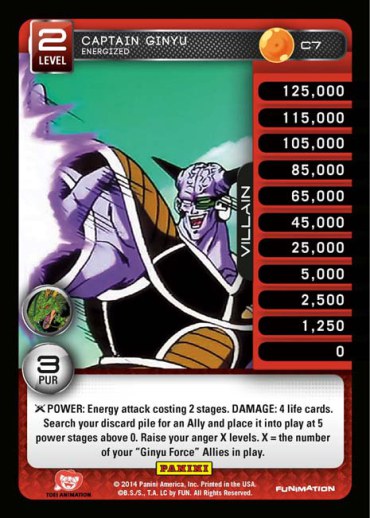 2
LEVEL
CAPTAIN GINYU
ENERGIZED
C7
VILLAIN
125,000
115,000
105,000
85,000
65,000
45,000
25,000
5,000
2,500
1,250
0
3
PUR
POWER: Energy attack costing 2 stages. DAMAGE: 4 life cards.
Search your discard pile for an Ally and place it into play at 5
power stages above 0. Raise your anger X levels. X = the number
of your "Ginyu Force" Allies in play.
PANINI
TOEI ANIMATION
© 2014 Panini America, Inc. Printed in the USA.
©B.S./S., T.A. LC by FUN. All Rights Reserved.
FUNIMATION